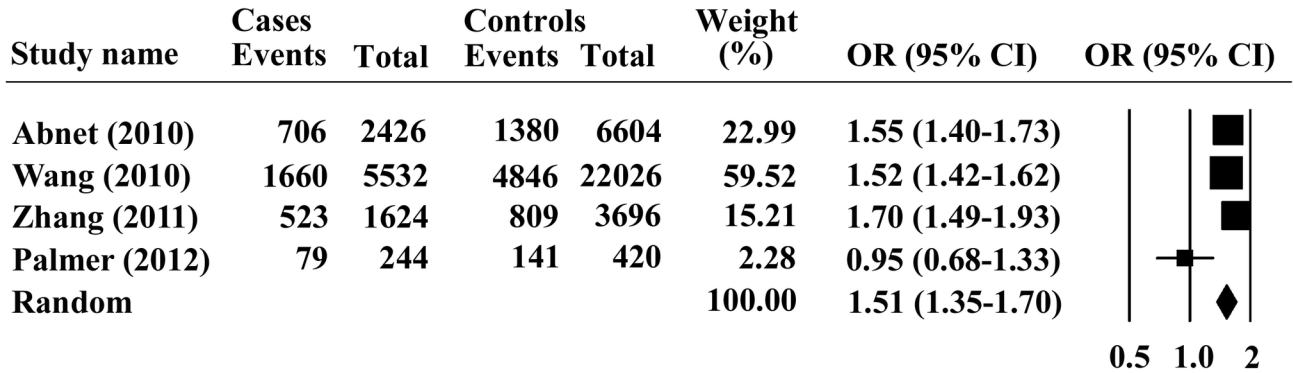 Cases Controls Weight
Study name Events Total Events Total (%) OR (95% CI) OR (95% CI)
Abnet (2010) 706 2426 1380 6604 22.99 1.55 (1.40-1.73)
Wang (2010) 1660 5532 4846 22026 59.52 1.52 (1.42-1.62)
Zhang (2011) 523 1624 809 3696 15.21 1.70 (1.49-1.93)
Palmer (2012) 79 244 141 420 2.28 0.95 (0.68-1.33)
Random 100.00 1.51 (1.35-1.70)
0.5 1.0 2